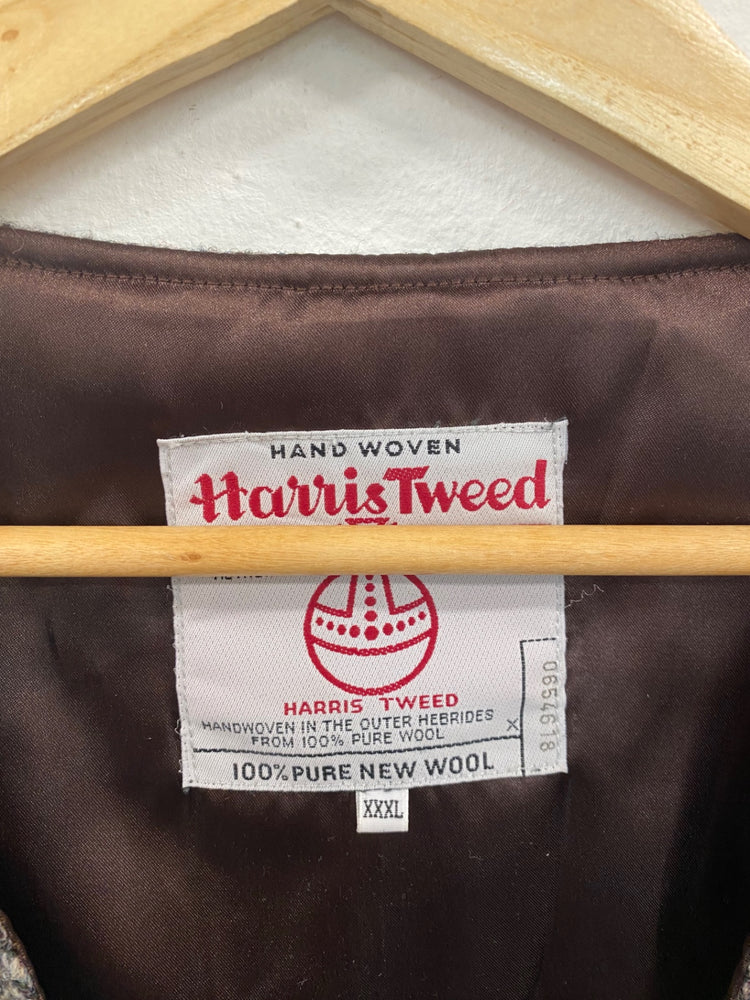 HAND WOVEN
Harris Tweed
HARRIS TWEED
HANDWOVEN IN THE OUTER HEBRIDES
FROM 100% PURE WOOL
X
0654618
100% PURE NEW WOOL
XXXL